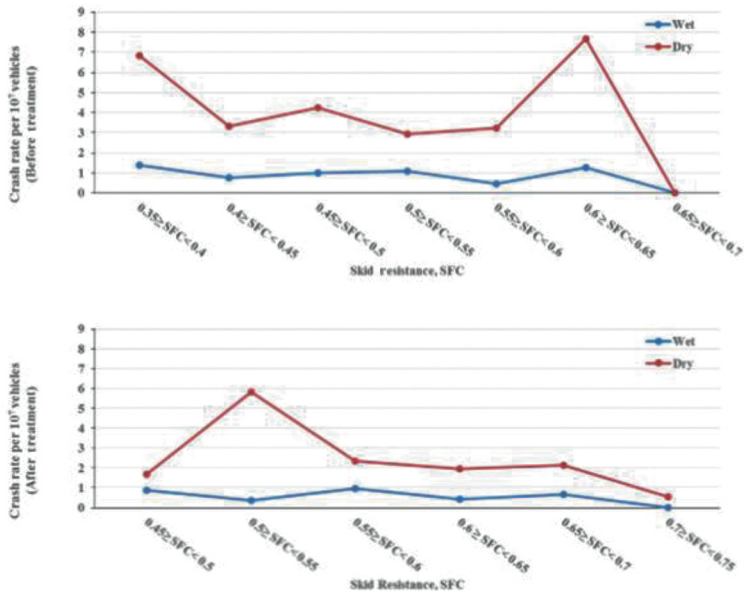 9
8
7
6
5
4
3
2
1
0
Crash rate per 10⁷ vehicles
(Before treatment)
Wet
Dry
0.35≥SFC<0.4
0.4≥SFC<0.45
0.45≥SFC<0.5
0.5≥SFC<0.55
0.55≥SFC<0.6
0.6≥SFC<0.65
0.65≥SFC<0.7
Skid resistance, SFC
9
8
7
6
5
4
3
2
1
0
Crash rate per 10⁷ vehicles
(After treatment)
Wet
Dry
0.45≥SFC<0.5
0.5≥SFC<0.55
0.55≥SFC<0.6
0.6≥SFC<0.65
0.65≥SFC<0.7
0.7≥SFC<0.75
Skid Resistance, SFC